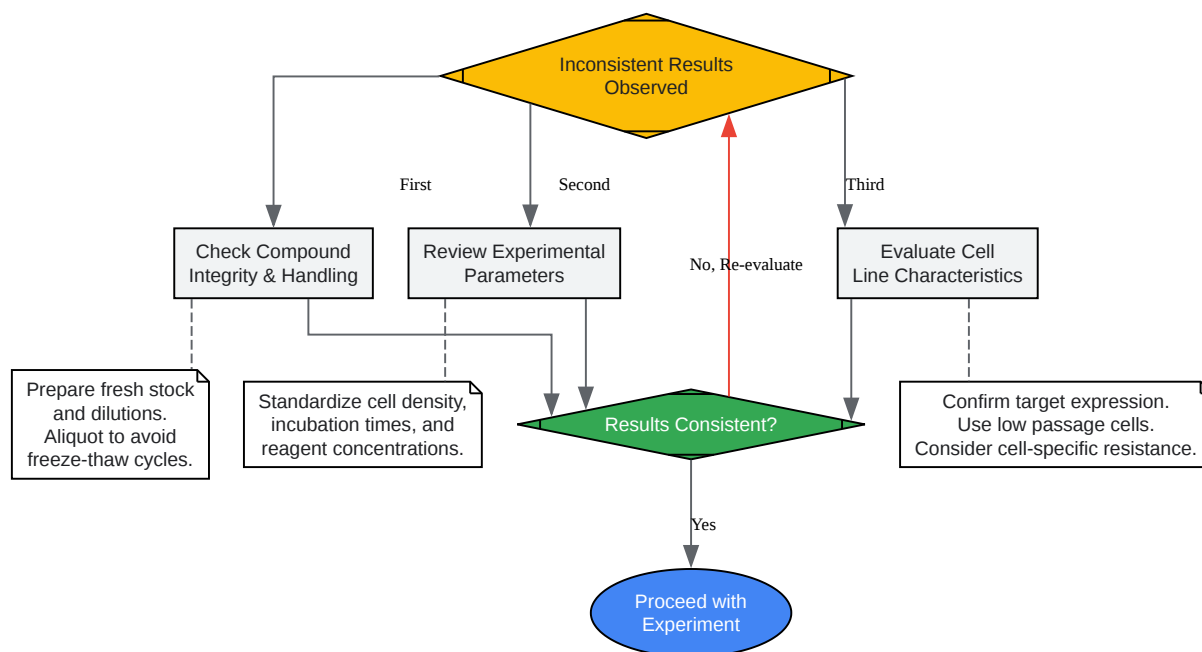 Inconsistent Results
Observed
First
Second
Third
Check Compound
Integrity & Handling
Review Experimental
Parameters
No, Re-evaluate
Evaluate Cell
Line Characteristics
Prepare fresh stock
and dilutions.
Aliquot to avoid
freeze-thaw cycles.
Standardize cell density,
incubation times, and
reagent concentrations.
Results Consistent?
Confirm target expression.
Use low passage cells.
Consider cell-specific resistance.
Yes
Proceed with
Experiment